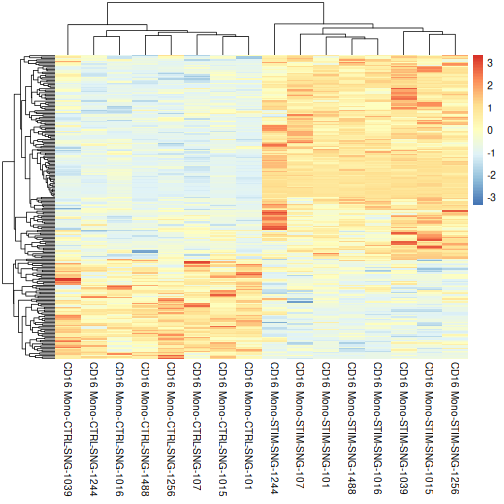 3
2
1
0
-1
-2
-3
CD16 Mono-CTRL-SNG-1039
CD16 Mono-CTRL-SNG-1244
CD16 Mono-CTRL-SNG-1016
CD16 Mono-CTRL-SNG-1488
CD16 Mono-CTRL-SNG-1256
CD16 Mono-CTRL-SNG-107
CD16 Mono-CTRL-SNG-1015
CD16 Mono-CTRL-SNG-101
CD16 Mono-STIM-SNG-1244
CD16 Mono-STIM-SNG-107
CD16 Mono-STIM-SNG-101
CD16 Mono-STIM-SNG-1488
CD16 Mono-STIM-SNG-1016
CD16 Mono-STIM-SNG-1039
CD16 Mono-STIM-SNG-1015
CD16 Mono-STIM-SNG-1256